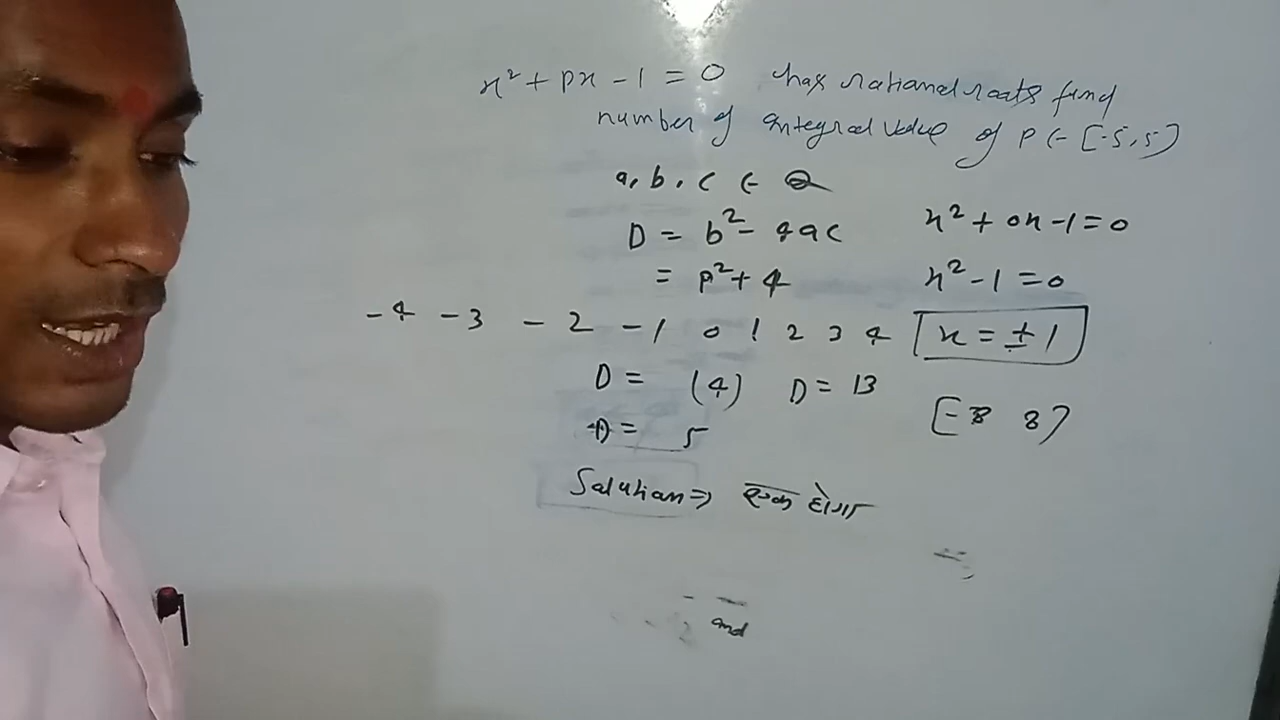 x² + px - 1 = 0 has rational roots find
number of integral value of P ∈ [-5, 5)
a, b, c ∈ Q
D = b² - 4ac
= p² + 4
x² + 0x - 1 = 0
x² - 1 = 0
-4 -3 -2 -1 0 1 2 3 4
x = ± 1
D = (4) D = 13
D = 5
[-8 8)
Solution ⇒ एक होगा
and